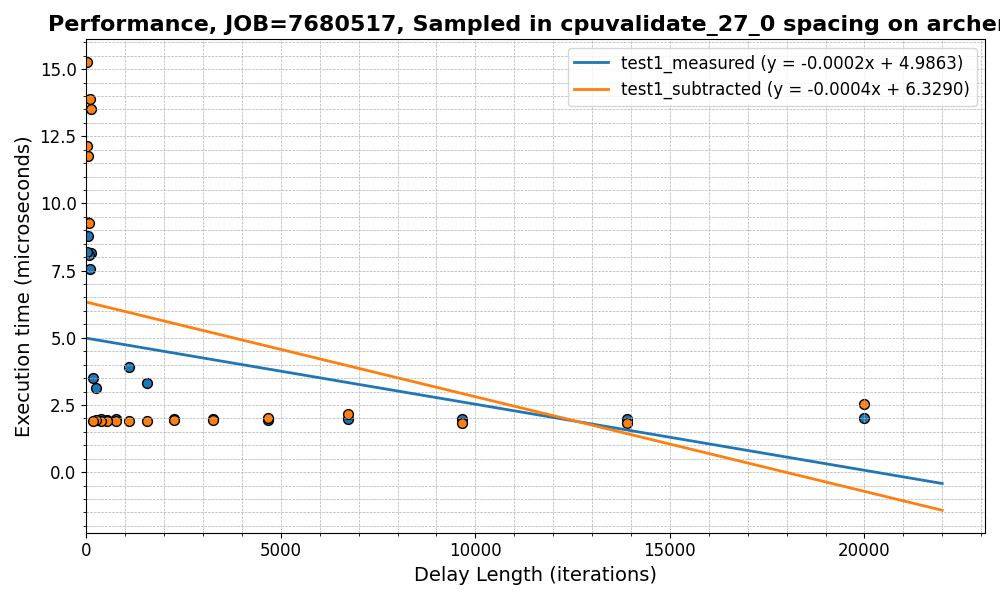 Performance, JOB=7680517, Sampled in cpuvalidate_27_0 spacing on archer
test1_measured (y = -0.0002x + 4.9863)
test1_subtracted (y = -0.0004x + 6.3290)
15.0
12.5
10.0
7.5
5.0
2.5
0.0
Execution time (microseconds)
0 5000 10000 15000 20000
Delay Length (iterations)